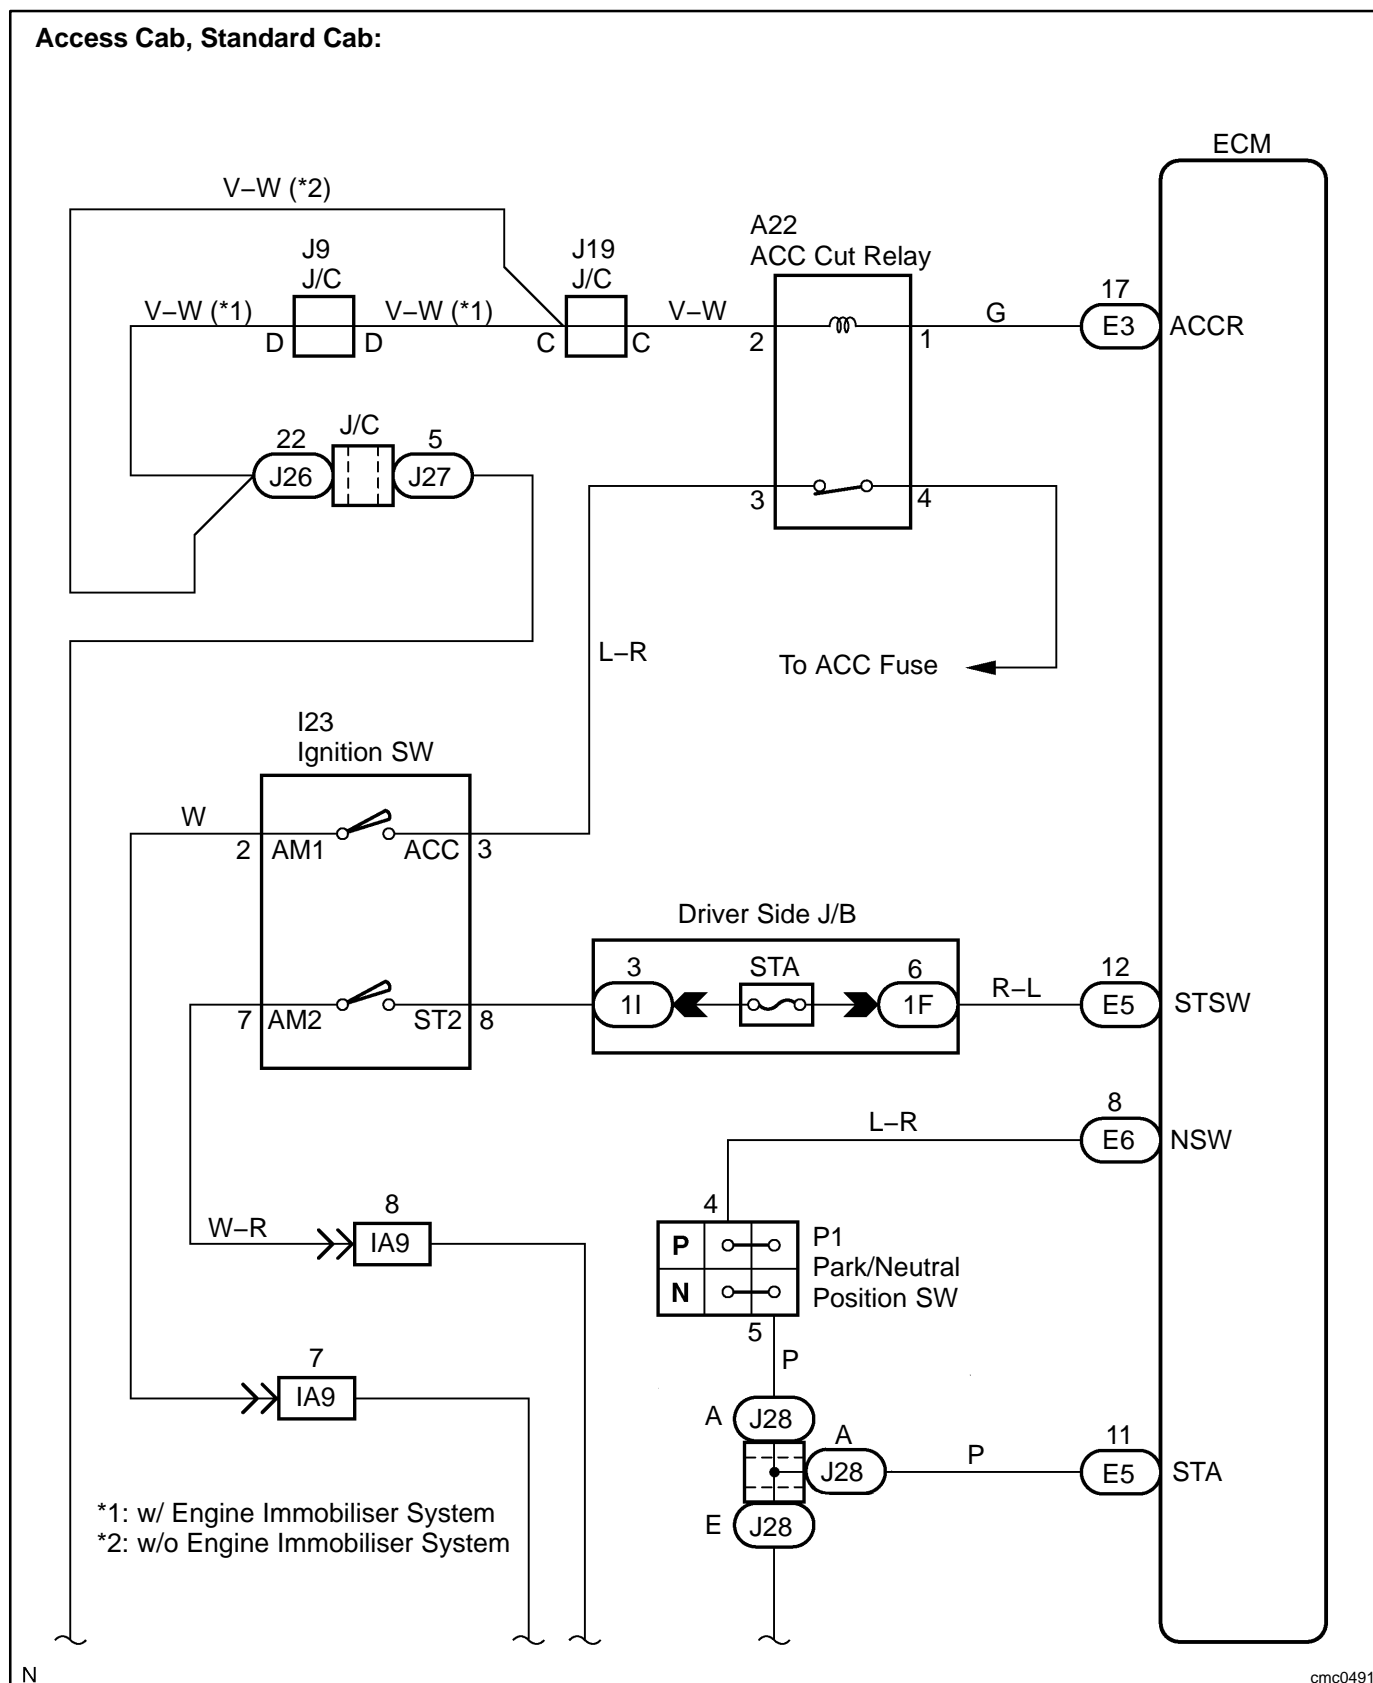 Access Cab, Standard Cab:
ECM
V–W (*2)
A22
ACC Cut Relay
J9
J/C
J19
J/C
17
V–W (*1)
V–W (*1)
V–W
G
E3
ACCR
D
D
C
C
2
1
J/C
22
5
J26
J27
3
4
L–R
To ACC Fuse
I23
Ignition SW
W
2
AM1
ACC
3
Driver Side J/B
3
STA
6
12
R–L
1I
1F
E5
STSW
7
AM2
ST2
8
8
L–R
E6
NSW
8
4
W–R
IA9
P
N
P1
Park/Neutral
Position SW
5
P
7
IA9
A
J28
A
J28
P
11
E5
STA
E
J28
*1: w/ Engine Immobiliser System
*2: w/o Engine Immobiliser System
N
cmc0491